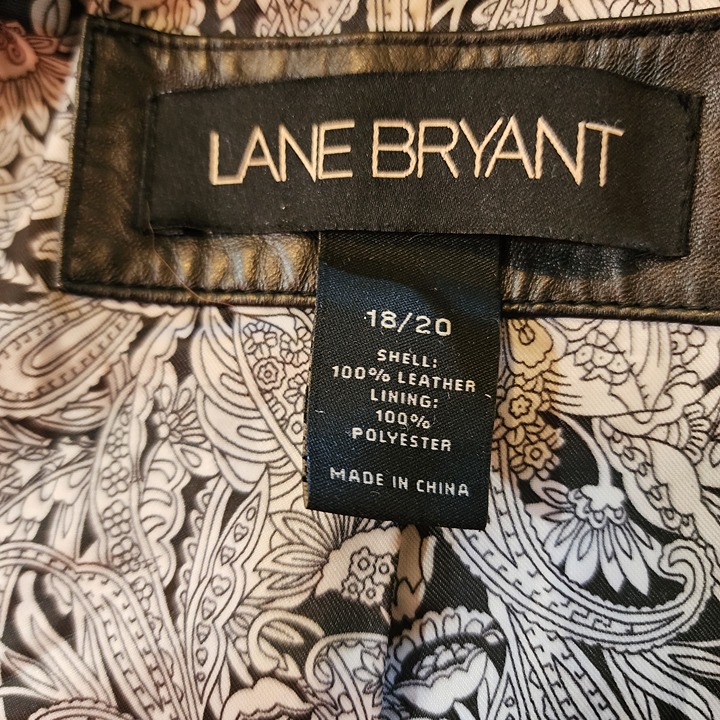 LANE BRYANT
18/20
SHELL:
100% LEATHER
LINING:
100%
POLYESTER
MADE IN CHINA